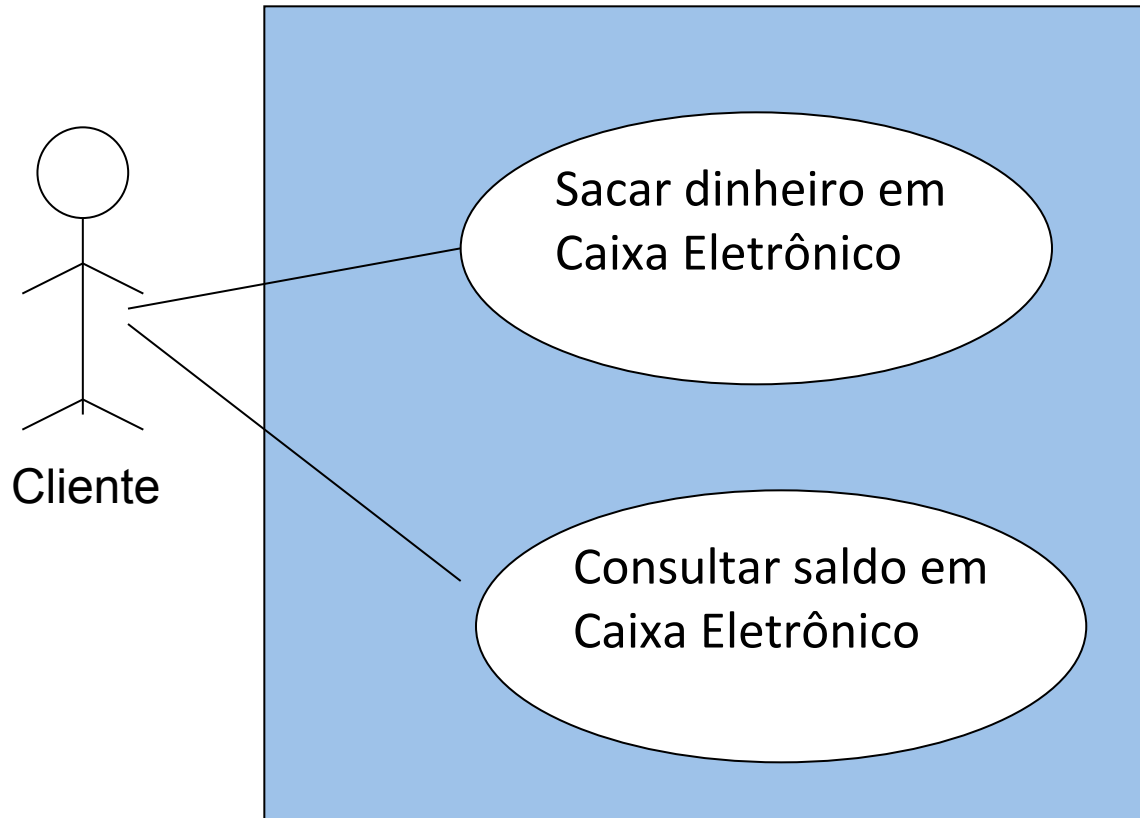 Sacar dinheiro em
Caixa Eletrônico
Cliente
Consultar saldo em
Caixa Eletrônico